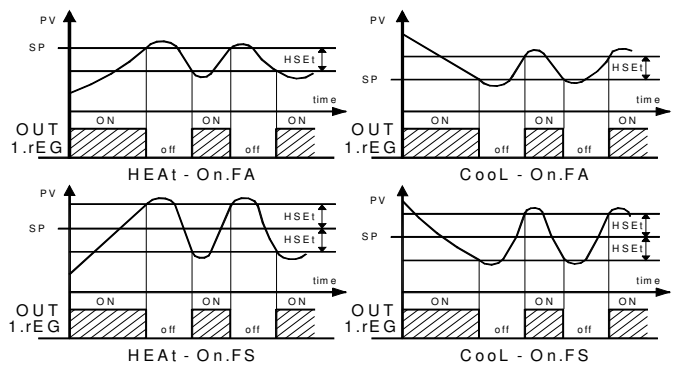 PV
SP
HSEt
time
ON
off
ON
off
ON
OUT
1.rEG
HEAt - On.FA
PV
HSEt
SP
time
ON
off
ON
off
ON
OUT
1.rEG
CooL - On.FA
PV
HSEt
SP
HSEt
time
ON
off
ON
off
ON
OUT
1.rEG
HEAt - On.FS
PV
HSEt
SP
HSEt
time
ON
off
ON
off
ON
OUT
1.rEG
CooL - On.FS